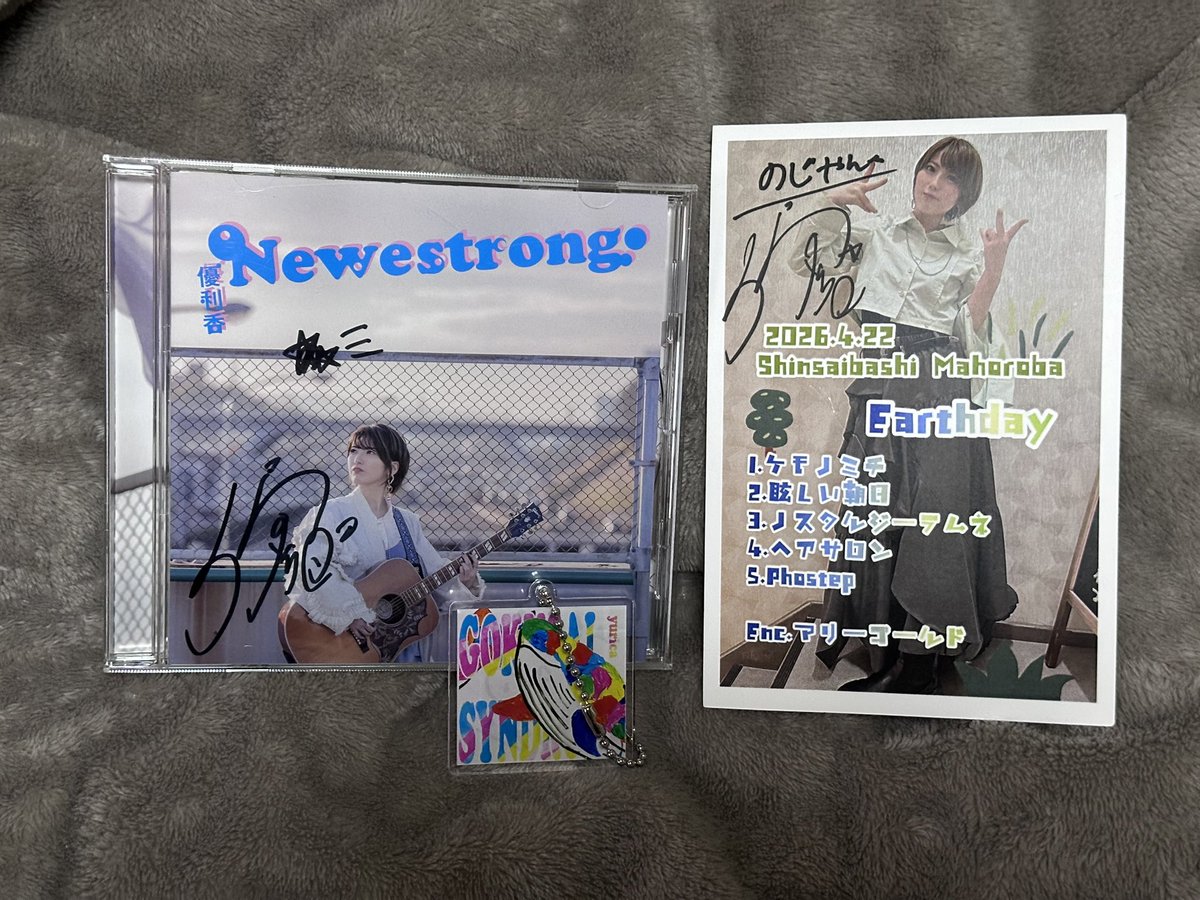 Newestrong
優利香
yurica
のじゃん
2026.4.22
Shinsaibashi Mahoroba
Earthday
1.ケモノミチ
2.眩しい朝日
3.ノスタルジーラムネ
4.ヘアサロン
5.Phostep
Enc.マリーゴールド